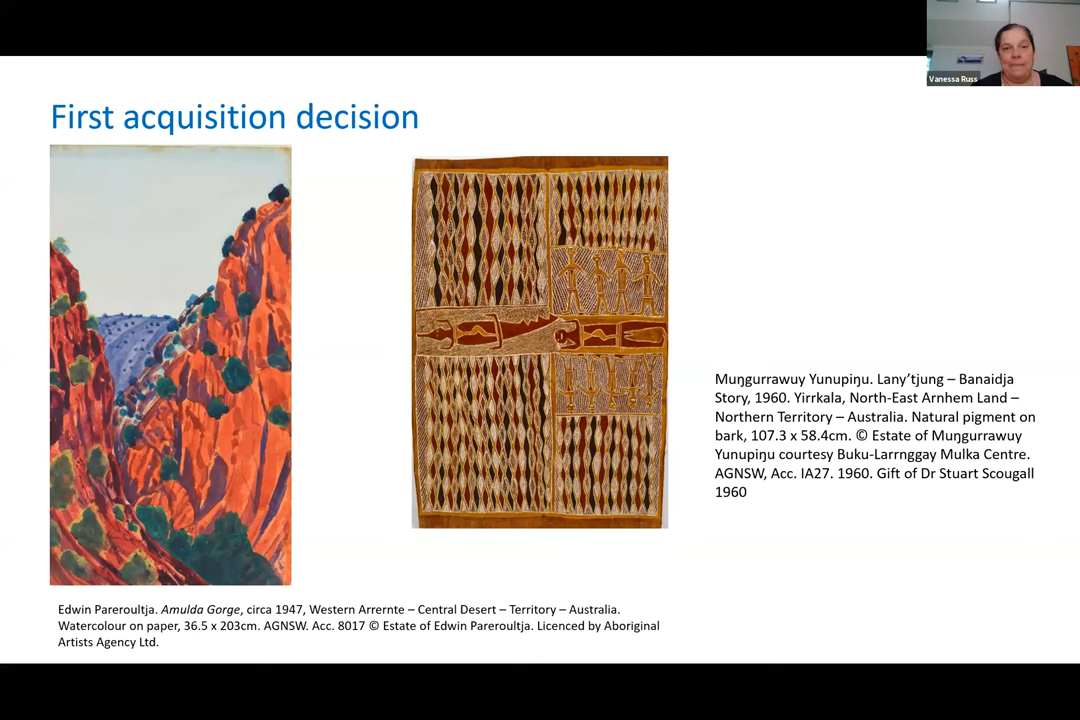 Vanessa Russ
First acquisition decision
Muŋgurrawuy Yunupiŋu. Lany’tjung – Banaidja
Story, 1960. Yirrkala, North-East Arnhem Land –
Northern Territory – Australia. Natural pigment on
bark, 107.3 x 58.4cm. © Estate of Muŋgurrawuy
Yunupiŋu courtesy Buku-Larrnggay Mulka Centre.
AGNSW, Acc. IA27. 1960. Gift of Dr Stuart Scougall
1960
Edwin Pareroultja. Amulda Gorge, circa 1947, Western Arrernte – Central Desert – Territory – Australia.
Watercolour on paper, 36.5 x 203cm. AGNSW. Acc. 8017 © Estate of Edwin Pareroultja. Licenced by Aboriginal
Artists Agency Ltd.